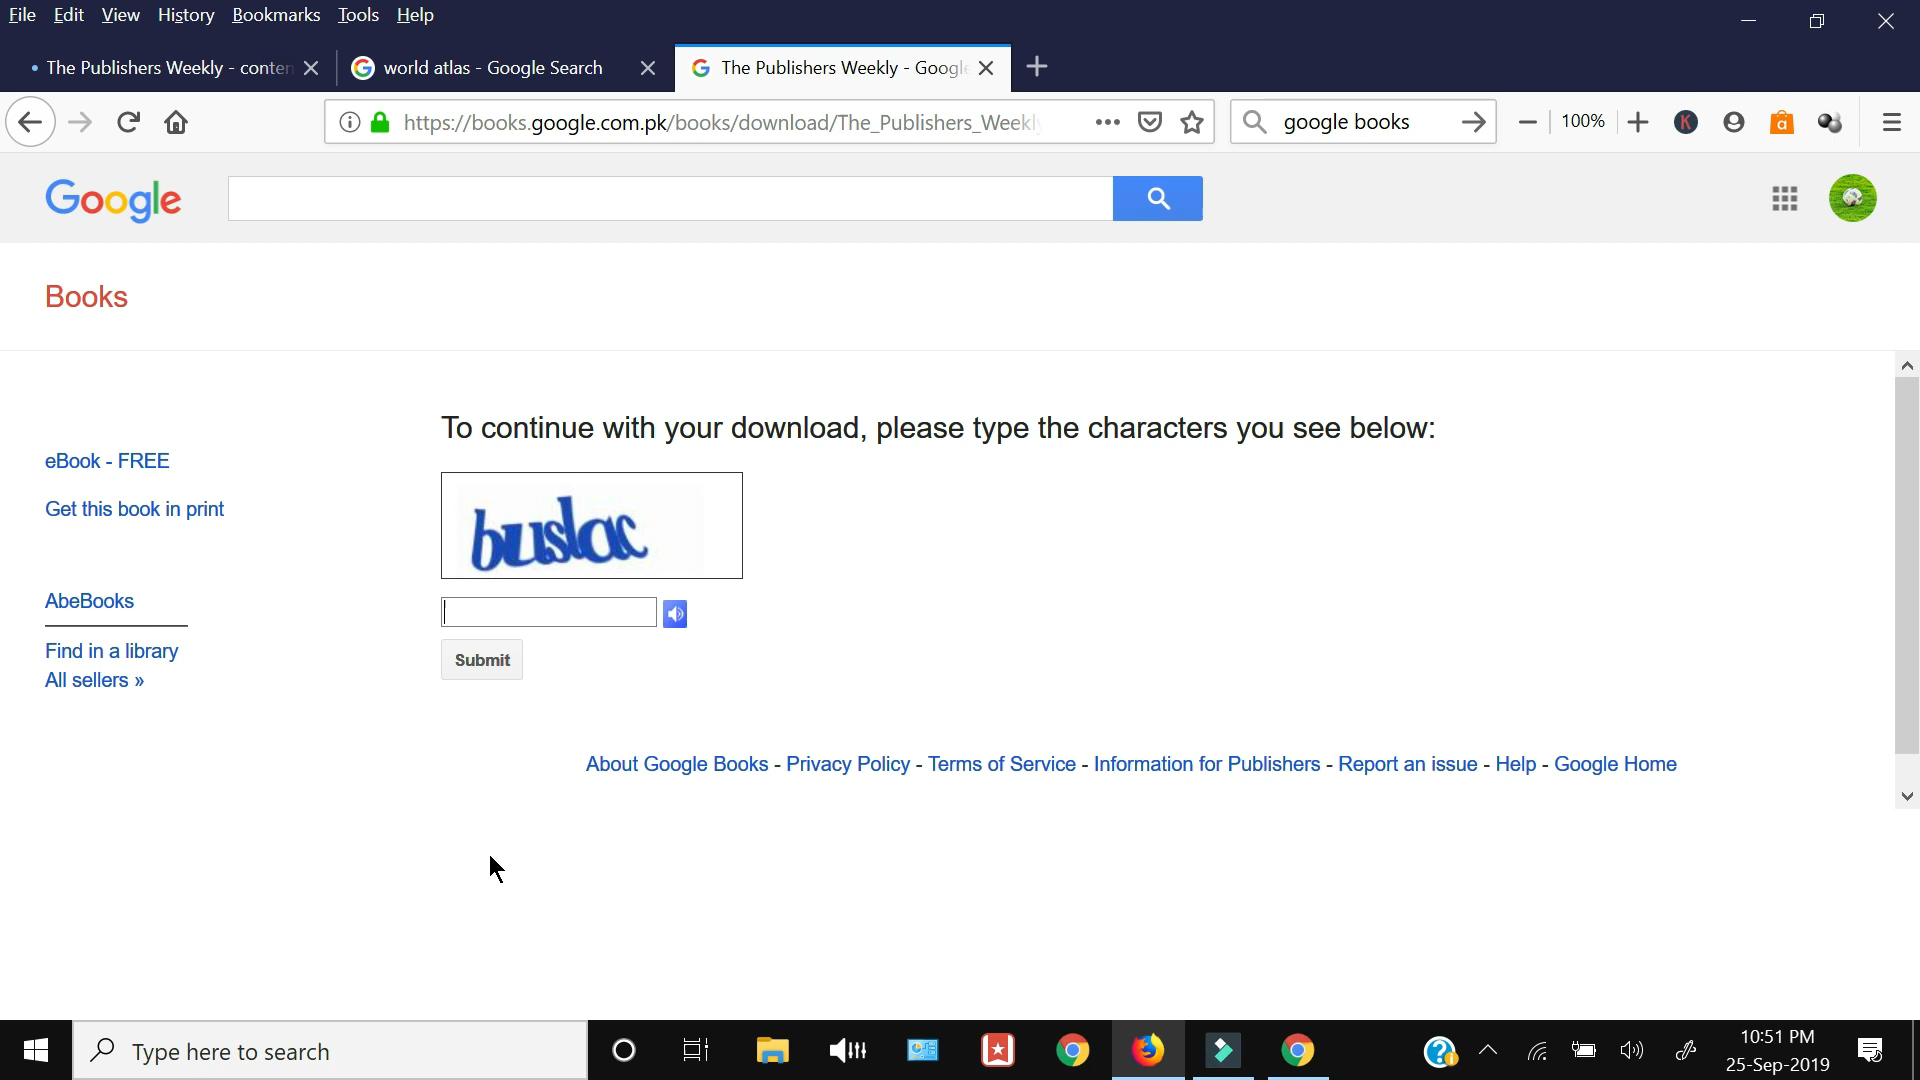 File Edit View History Bookmarks Tools Help
The Publishers Weekly - conten
world atlas - Google Search
The Publishers Weekly - Google
https://books.google.com.pk/books/download/The_Publishers_Weekly
google books
100%
Google
Books
To continue with your download, please type the characters you see below:
eBook - FREE
buslac
Get this book in print
AbeBooks
Submit
Find in a library
All sellers »
About Google Books - Privacy Policy - Terms of Service - Information for Publishers - Report an issue - Help - Google Home
Type here to search
10:51 PM
25-Sep-2019